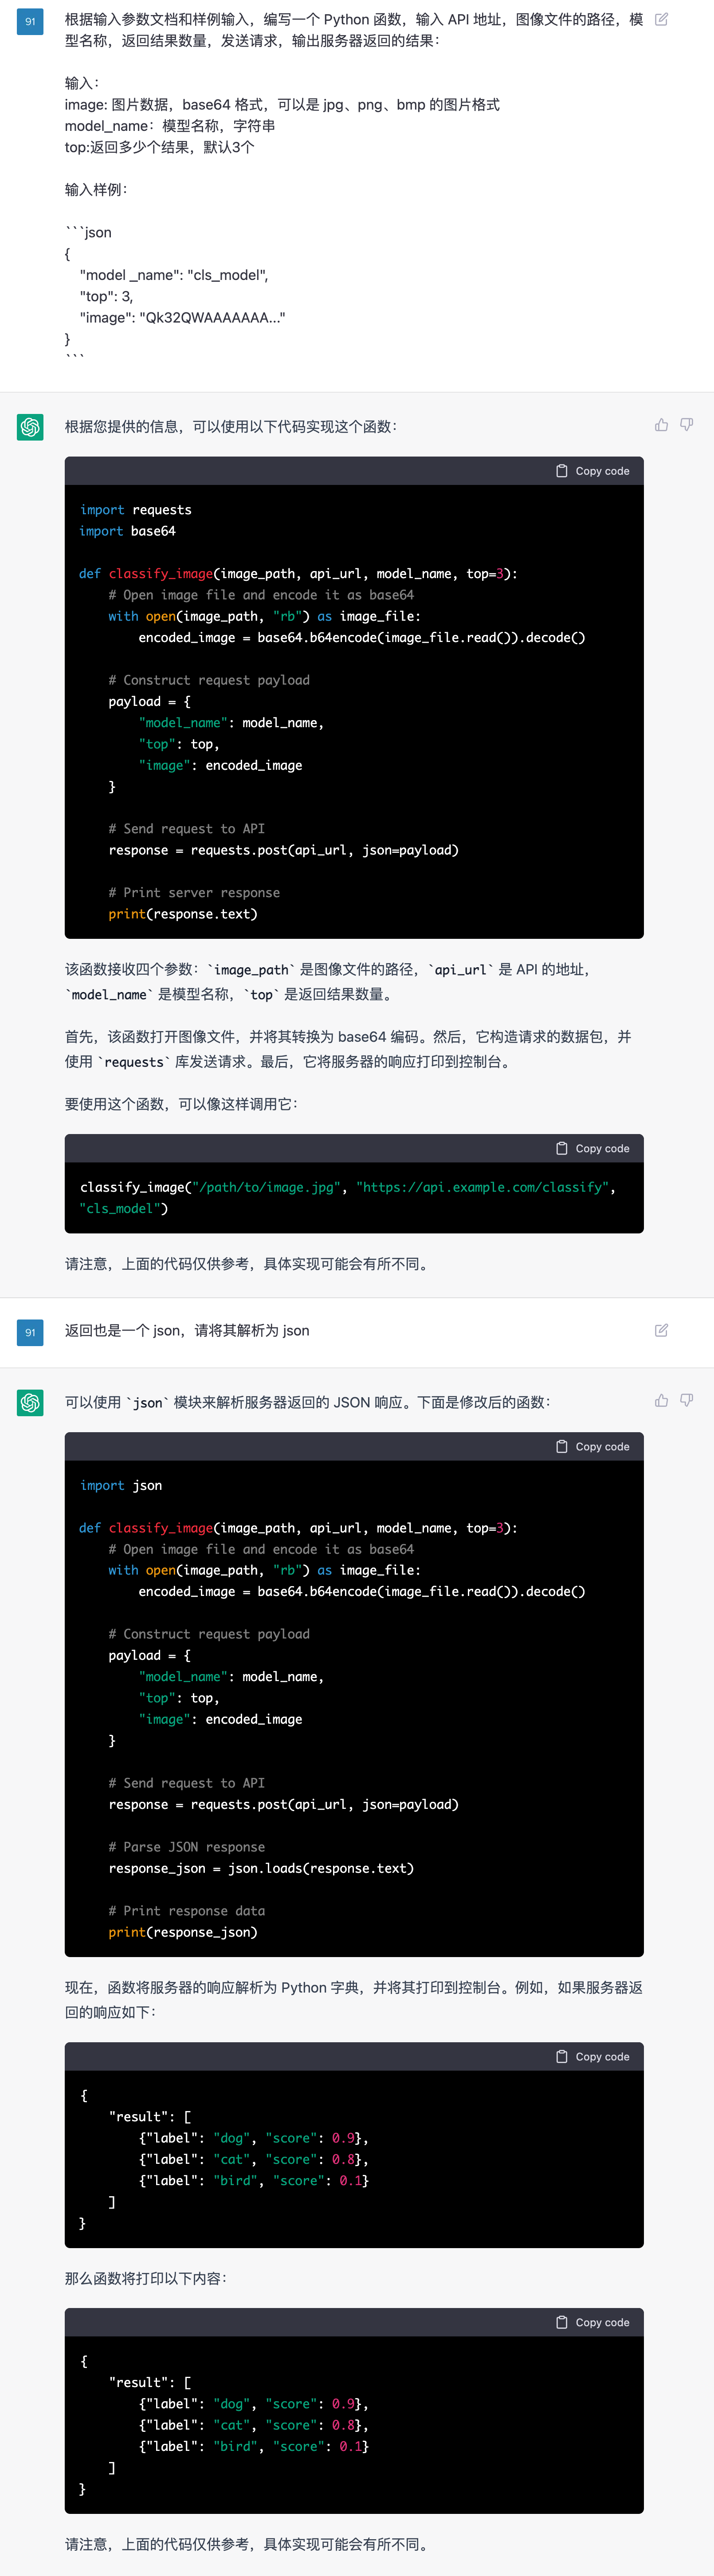 91
根据输入参数文档和样例输入，编写一个 Python 函数，输入 API 地址，图像文件的路径，模
型名称，返回结果数量，发送请求，输出服务器返回的结果：
输入：
image: 图片数据，base64 格式，可以是 jpg、png、bmp 的图片格式
model_name：模型名称，字符串
top:返回多少个结果，默认3个
输入样例：
```json
{
    "model _name": "cls_model",
    "top": 3,
    "image": "Qk32QWAAAAAAA..."
}
```
根据您提供的信息，可以使用以下代码实现这个函数：
Copy code
import requests
import base64
def classify_image(image_path, api_url, model_name, top=3):
    # Open image file and encode it as base64
    with open(image_path, "rb") as image_file:
        encoded_image = base64.b64encode(image_file.read()).decode()
    # Construct request payload
    payload = {
        "model_name": model_name,
        "top": top,
        "image": encoded_image
    }
    # Send request to API
    response = requests.post(api_url, json=payload)
    # Print server response
    print(response.text)
该函数接收四个参数：`image_path` 是图像文件的路径，`api_url` 是 API 的地址，
`model_name` 是模型名称，`top` 是返回结果数量。
首先，该函数打开图像文件，并将其转换为 base64 编码。然后，它构造请求的数据包，并
使用 `requests` 库发送请求。最后，它将服务器的响应打印到控制台。
要使用这个函数，可以像这样调用它：
Copy code
classify_image("/path/to/image.jpg", "https://api.example.com/classify",
"cls_model")
请注意，上面的代码仅供参考，具体实现可能会有所不同。
91
返回也是一个 json，请将其解析为 json
可以使用 `json` 模块来解析服务器返回的 JSON 响应。下面是修改后的函数：
Copy code
import json
def classify_image(image_path, api_url, model_name, top=3):
    # Open image file and encode it as base64
    with open(image_path, "rb") as image_file:
        encoded_image = base64.b64encode(image_file.read()).decode()
    # Construct request payload
    payload = {
        "model_name": model_name,
        "top": top,
        "image": encoded_image
    }
    # Send request to API
    response = requests.post(api_url, json=payload)
    # Parse JSON response
    response_json = json.loads(response.text)
    # Print response data
    print(response_json)
现在，函数将服务器的响应解析为 Python 字典，并将其打印到控制台。例如，如果服务器返
回的响应如下：
Copy code
{
    "result": [
        {"label": "dog", "score": 0.9},
        {"label": "cat", "score": 0.8},
        {"label": "bird", "score": 0.1}
    ]
}
那么函数将打印以下内容：
Copy code
{
    "result": [
        {"label": "dog", "score": 0.9},
        {"label": "cat", "score": 0.8},
        {"label": "bird", "score": 0.1}
    ]
}
请注意，上面的代码仅供参考，具体实现可能会有所不同。